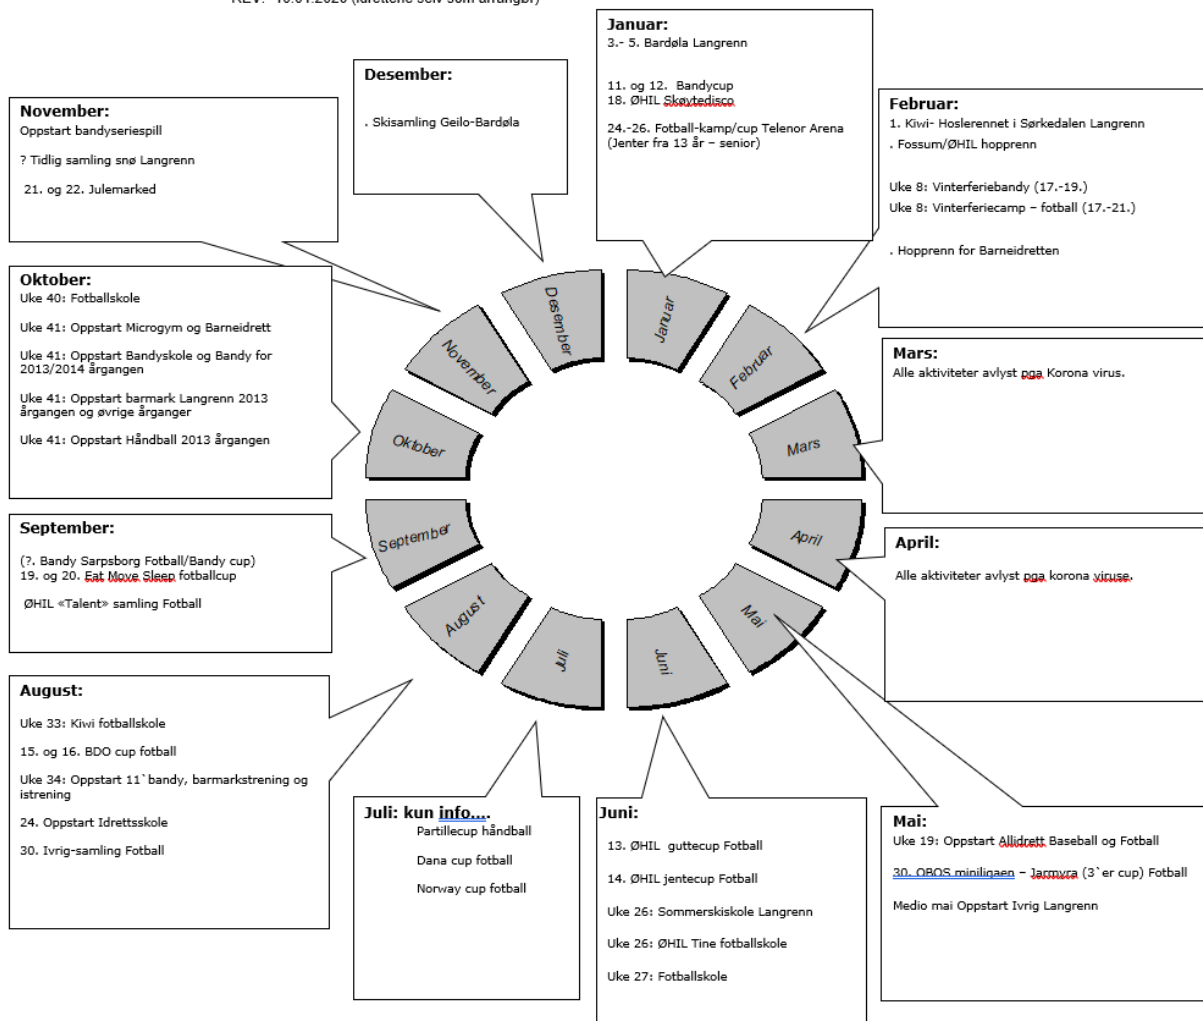 REV: 10.01.2020 (idrettene selv som arrangør)
Januar:
3.- 5. Bardøla Langrenn
11. og 12.  Bandycup
18. ØHIL Skøytedisco
24.-26. Fotball-kamp/cup Telenor Arena
(Jenter fra 13 år – senior)
Desember:
. Skisamling Geilo-Bardøla
November:
Oppstart bandyseriespill
? Tidlig samling snø Langrenn
21. og 22. Julemarked
Februar:
1. Kiwi- Hoslerennet i Sørkedalen Langrenn
. Fossum/ØHIL hopprenn
Uke 8: Vinterferiebandy (17.-19.)
Uke 8: Vinterferiecamp – fotball (17.-21.)
. Hopprenn for Barneidretten
Oktober:
Uke 40: Fotballskole
Uke 41: Oppstart Microgym og Barneidrett
Uke 41: Oppstart Bandyskole og Bandy for
2013/2014 årgangen
Uke 41: Oppstart barmark Langrenn 2013
årgangen og øvrige årganger
Uke 41: Oppstart Håndball 2013 årgangen
Mars:
Alle aktiviteter avlyst pga Korona virus.
September:
(?. Bandy Sarpsborg Fotball/Bandy cup)
19. og 20. Eat Move Sleep fotballcup
ØHIL «Talent» samling Fotball
April:
Alle aktiviteter avlyst pga korona viruse.
August:
Uke 33: Kiwi fotballskole
15. og 16. BDO cup fotball
Uke 34: Oppstart 11`bandy, barmarkstrening og
istrening
24. Oppstart Idrettsskole
30. Ivrig-samling Fotball
Juli: kun info....
Partillecup håndball
Dana cup fotball
Norway cup fotball
Juni:
13. ØHIL  guttecup Fotball
14. ØHIL jentecup Fotball
Uke 26: Sommerskiskole Langrenn
Uke 26: ØHIL Tine fotballskole
Uke 27: Fotballskole
Mai:
Uke 19: Oppstart Allidrett Baseball og Fotball
30. OBOS miniligaen – Jarmyra (3`er cup) Fotball
Medio mai Oppstart Ivrig Langrenn
Januar
Februar
Mars
April
Mai
Juni
Juli
August
September
Oktober
November
Desember